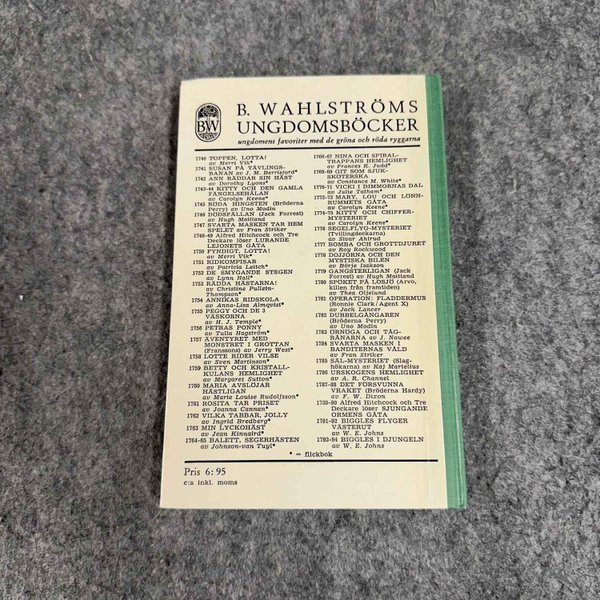 BW
B. WAHLSTRÖMS
UNGDOMSBÖCKER
ungdomens favoriter med de gröna och röda ryggarna
1740 TOPPEN, LOTTA!
av Merri Vik*
1741 SUSAN PÅ TÄVLINGS-
BANAN av J. M. Berrisford*
1742 ANN RÄDDAR SIN HÄST
av Dorothy Lyons*
1743-44 KITTY OCH DEN GAMLA
FÄNGELSEHÅLAN
av Carolyn Keene*
1745 RÖDA HINGSTEN (Bröderna
Perry) av Uno Modin
1746 DÖDSFÄLLAN (Jack Forrest)
av Hugh Maitland
1747 SVARTA MASKEN TAR HEM
SPELET av Fran Striker
1748-49 Alfred Hitchcock och Tre
Deckare löser LURANDE
LEJONETS GÅTA
1750 FYNDIGT, LOTTA!
av Merri Vik*
1751 RIDKOMPISAR
av Patricia Leitch*
1752 DE SMYGANDE STEGEN
av Lynn Hall*
1753 RÄDDA HÄSTARNA!
av Christine Pullein-
Thompson*
1754 ANNIKAS RIDSKOLA
av Anna-Lisa Almqvist*
1755 PEGGY OCH DE 3
VÄSKORNA
av H. J. Temple*
1756 PETRAS PONNY
av Tulla Hagström*
1757 ÄVENTYRET MED
MONSTRET I GROTTAN
(Franssons) av Jerry West*
1758 LOTTE RIDER VILSE
av Sven Martinson*
1759 BETTY OCH KRISTALL-
KULANS HEMLIGHET
av Margaret Sutton*
1760 MARIA AVSLÖJAR
HÄSTLIGAN
av Marie Louise Rudolfsson*
1761 ROSITA TAR PRISET
av Joanna Cannan*
1762 VILKA TABBAR, JOLLY
av Ingrid Bredberg*
1763 MIN LYCKOHÄST
av Jean Kinnaird*
1764-65 BALETT, SEGERHÄSTEN
av Johnson-van Tuyl*
1766-67 NINA OCH SPIRAL-
TRAPPANS HEMLIGHET
av Frances K. Judd*
1768-69 GIT SOM SJUK-
SKÖTERSKA
av Constance M. White*
1770-71 VICKI I DIMMORNAS DAL
av Julie Tatham*
1772-73 MARY, LOU OCH LÖNN-
RUMMETS GÅTA
av Carolyn Keene*
1774-75 KITTY OCH CHIFFER-
MYSTERIET
av Carolyn Keene*
1776 SEGELFLYG-MYSTERIET
(Tvillingdeckarna)
av Sivar Ahlrud
1777 BOMBA OCH GROTTDJURET
av Roy Rockwood
1778 DOJORNA OCH DEN
MYSTISKA BILEN
av Börje Isakson
1779 GANGSTERLIGAN (Jack
Forrest) av Hugh Maitland
1780 SPÖKET PÅ LÖSJÖ (Arvo,
killen från framtiden)
av Thea Oljelund
1781 OPERATION: FLADDERMUS
(Ronnie Clark/Agent X)
av Jack Lancer
1782 DUBBELGÅNGAREN
(Bröderna Perry)
av Uno Modin
1783 ÖRNÖGA OCH TÅG-
RÅNARNA av J. Nowee
1784 SVARTA MASKEN I
BANDITERNAS VÅLD
av Fran Striker
1785 SÄL-MYSTERIET (Slag-
hökarna) av Kaj Martelius
1786 URSKOGENS HEMLIGHET
av A. R. Channel
1787-88 DET FÖRSVUNNA
VRAKET (Bröderna Hardy)
av F. W. Dixon
1789-90 Alfred Hitchcock och Tre
Deckare löser SJUNGANDE
ORMENS GÅTA
1791-92 BIGGLES FLYGER
VÄSTERUT
av W. E. Johns
1793-94 BIGGLES I DJUNGELN
av W. E. Johns
* = flickbok
Pris 6:95
e:a inkl. moms